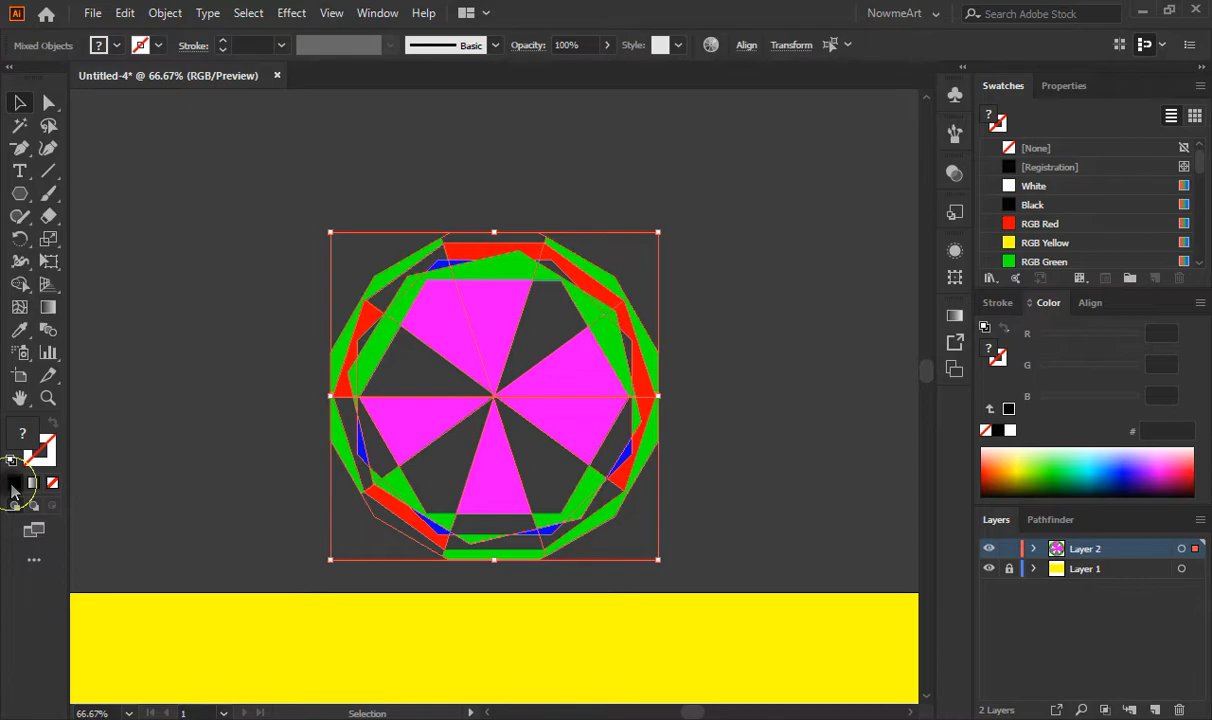 Ai File Edit Object Type Select Effect View Window Help NowmeArt Search Adobe Stock
Mixed Objects ? Stroke: Basic Opacity: 100% Style: Align Transform
Untitled-4* @ 66.67% (RGB/Preview) ×
Swatches Properties
?
[None]
[Registration]
White
Black
RGB Red
RGB Yellow
RGB Green
Stroke Color Align
?
R
G
B
#
T
?
Layers Pathfinder
Layer 2
Layer 1
66.67% 1 Selection
2 Layers